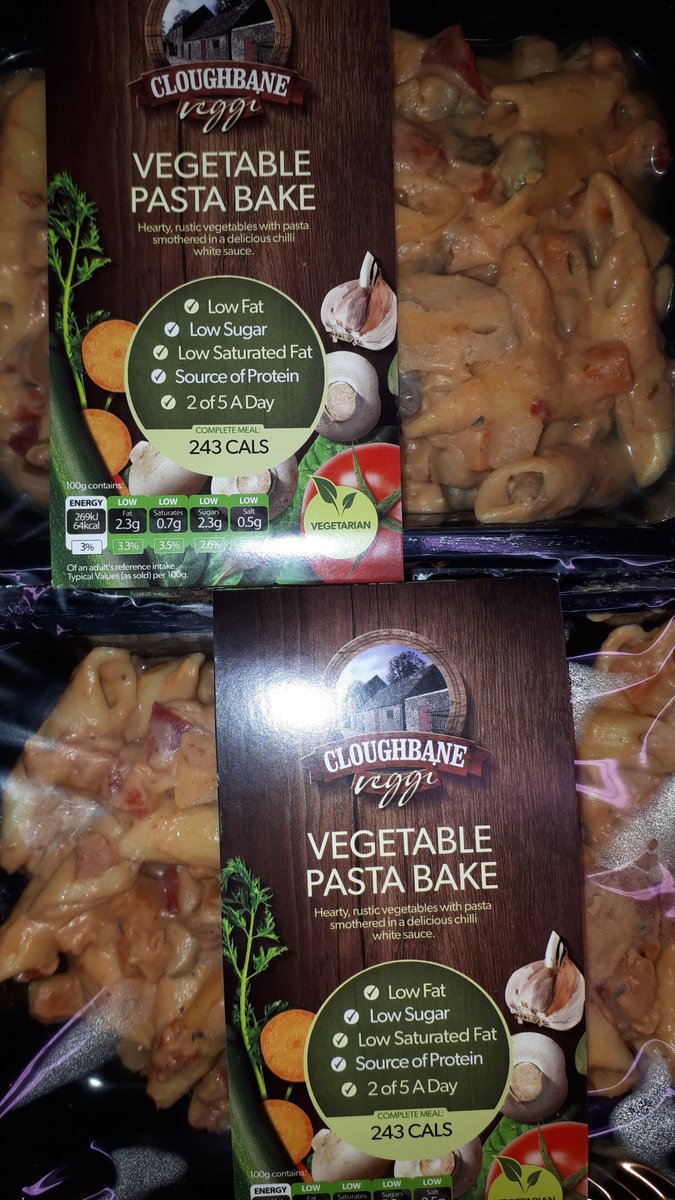 CLOUGHBANE
veggi
VEGETABLE
PASTA BAKE
Hearty, rustic vegetables with pasta
smothered in a delicious chilli
white sauce.
Low Fat
Low Sugar
Low Saturated Fat
Source of Protein
2 of 5 A Day
COMPLETE MEAL:
243 CALS
100g contains:
ENERGY LOW LOW LOW LOW
Fat Saturates Sugars Salt
269kJ
64kcal 2.3g 0.7g 2.3g 0.5g
3% 3.3% 3.5% 2.6%
Of an adult's reference intake.
Typical Values (as sold) per 100g.
VEGETARIAN
CLOUGHBANE
veggi
VEGETABLE
PASTA BAKE
Hearty, rustic vegetables with pasta
smothered in a delicious chilli
white sauce.
Low Fat
Low Sugar
Low Saturated Fat
Source of Protein
2 of 5 A Day
COMPLETE MEAL:
243 CALS
100g contains:
ENERGY LOW LOW LOW LOW
Fat Saturates Sugars Salt
VEGETARIAN